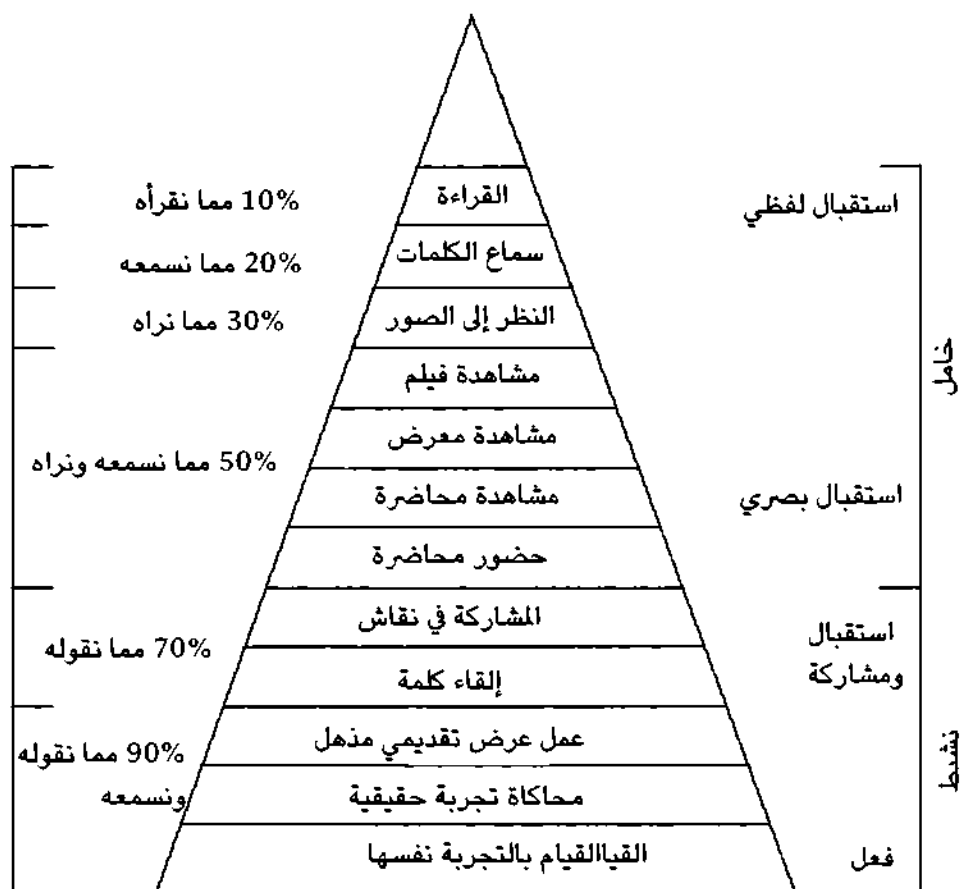 استقبال لفظي
القراءة
10% مما نقرأه
سماع الكلمات
20% مما نسمعه
النظر إلى الصور
30% مما نراه
خامل
مشاهدة فيلم
مشاهدة معرض
50% مما نسمعه ونراه
استقبال بصري
مشاهدة محاضرة
حضور محاضرة
استقبال
ومشاركة
المشاركة في نقاش
70% مما نقوله
إلقاء كلمة
نشبط
عمل عرض تقديمي مذهل
90% مما نقوله
ونسمعه
محاكاة تجربة حقيقية
فعل
القياالقيام بالتجربة نفسها